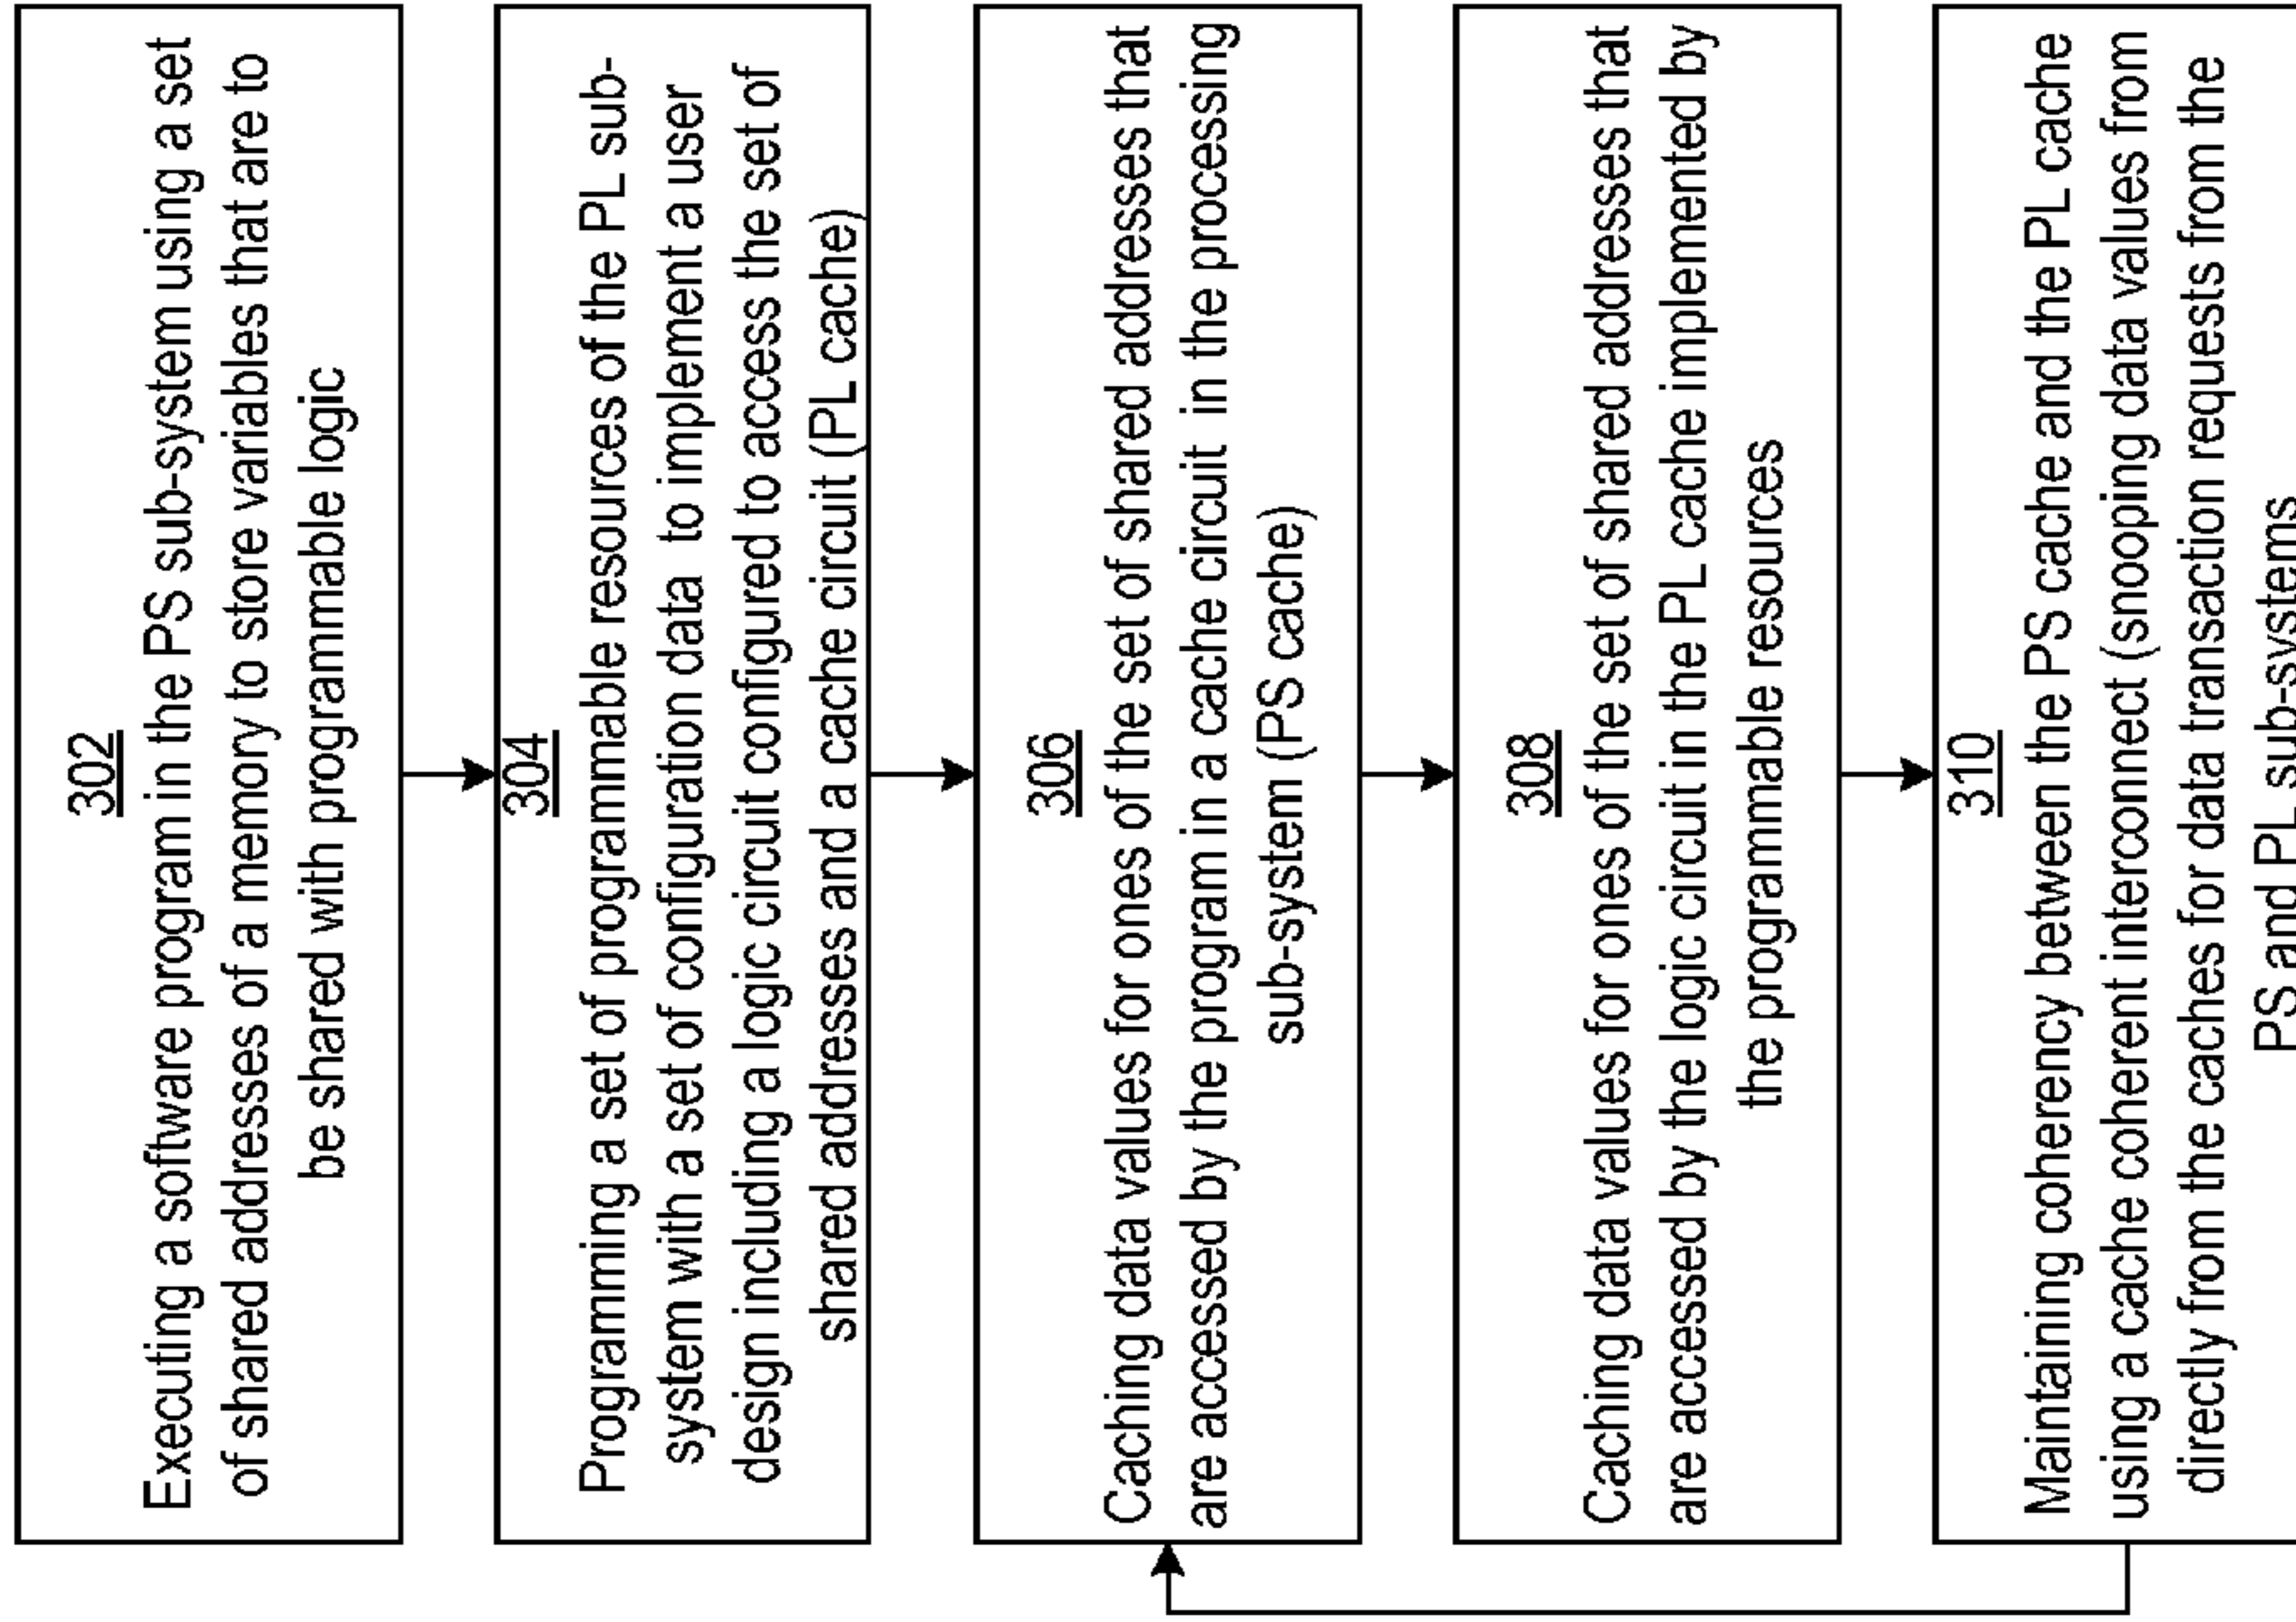 302
Executing a software program in the PS sub-system using a set
of shared addresses of a memory to store variables that are to
be shared with programmable logic
304
Programming a set of programmable resources of the PL sub-
system with a set of configuration data to implement a user
design including a logic circuit configured to access the set of
shared addresses and a cache circuit (PL cache)
306
Caching data values for ones of the set of shared addresses that
are accessed by the program in a cache circuit in the processing
sub-system (PS cache)
308
Caching data values for ones of the set of shared addresses that
are accessed by the logic circuit in the PL cache implemented by
the programmable resources
310
Maintaining coherency between the PS cache and the PL cache
using a cache coherent interconnect (snooping data values from
directly from the caches for data transaction requests from the
PS and PL sub-systems